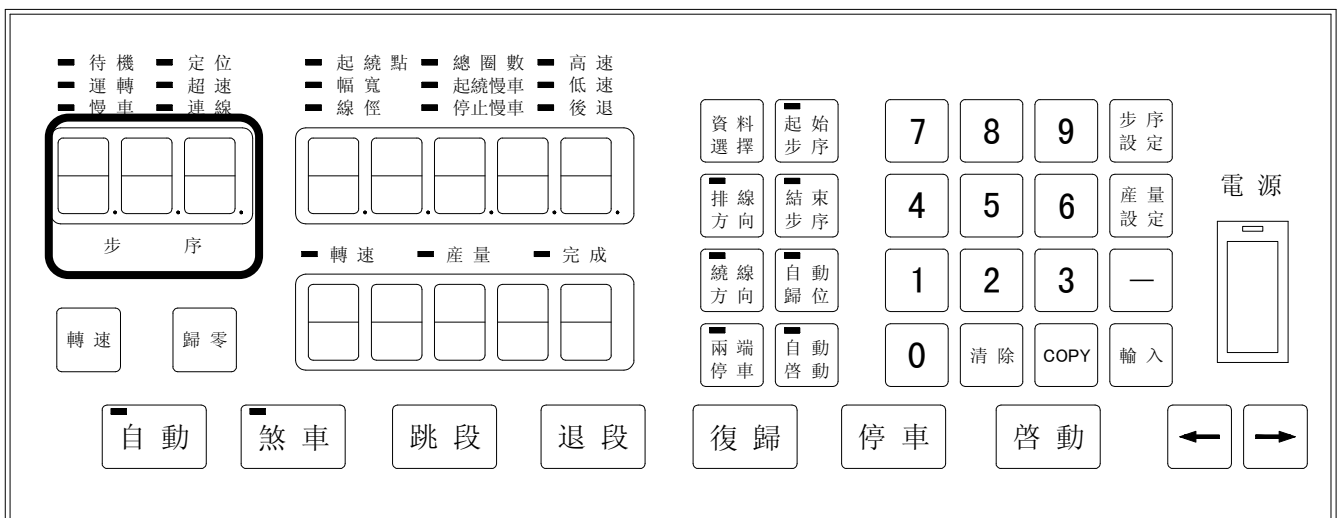 待機 定位 起繞點 總圈數 高速
運轉 超速 幅寬 起繞慢車 低速
慢車 連線 線徑 停止慢車 後退
步序
轉速 產量 完成
轉速 歸零
資料選擇
起始步序
排線方向
結束步序
繞線方向
自動歸位
兩端停車
自動啓動
7 8 9 步序設定
4 5 6 產量設定
1 2 3 —
0 清除 COPY 輸入
電源
自動 煞車 跳段 退段 復歸 停車 啓動 ← →